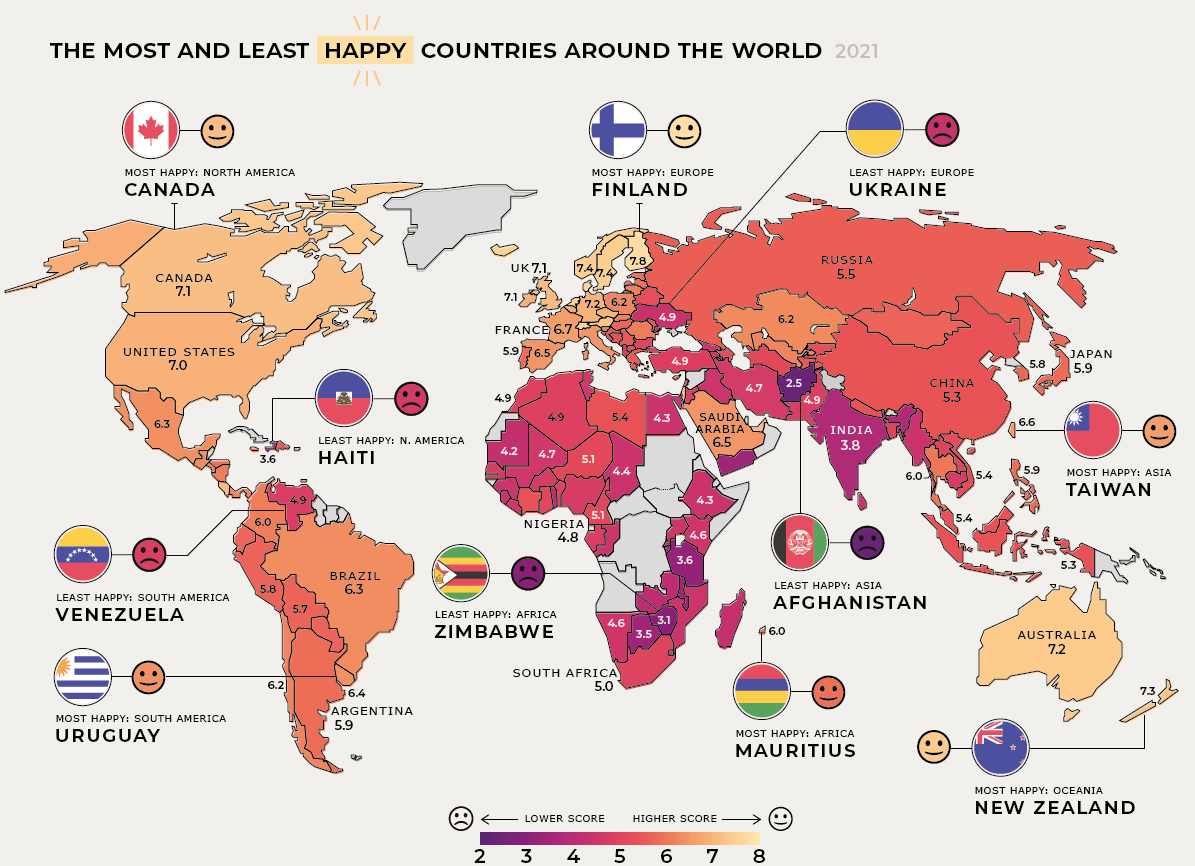 THE MOST AND LEAST HAPPY COUNTRIES AROUND THE WORLD 2021
MOST HAPPY: NORTH AMERICA
CANADA
MOST HAPPY: EUROPE
FINLAND
LEAST HAPPY: EUROPE
UKRAINE
CANADA
7.1
UNITED STATES
7.0
6.3
LEAST HAPPY: N. AMERICA
HAITI
3.6
UK 7.1
7.1
7.4
7.4
7.8
7.2
6.2
FRANCE 6.7
5.9
6.5
4.9
4.9
RUSSIA
5.5
6.2
CHINA
5.3
5.8
JAPAN
5.9
4.7
2.5
4.9
INDIA
3.8
SAUDI
ARABIA
6.5
4.9
4.9
5.4
4.3
4.2
4.7
5.1
4.4
4.3
5.1
NIGERIA
4.8
4.6
3.6
4.6
3.5
3.1
SOUTH AFRICA
5.0
6.6
MOST HAPPY: ASIA
TAIWAN
6.0
5.4
5.9
5.4
5.3
4.9
6.0
BRAZIL
6.3
5.8
5.7
6.2
6.4
ARGENTINA
5.9
LEAST HAPPY: SOUTH AMERICA
VENEZUELA
MOST HAPPY: SOUTH AMERICA
URUGUAY
LEAST HAPPY: AFRICA
ZIMBABWE
LEAST HAPPY: ASIA
AFGHANISTAN
6.0
MOST HAPPY: AFRICA
MAURITIUS
AUSTRALIA
7.2
7.3
MOST HAPPY: OCEANIA
NEW ZEALAND
LOWER SCORE HIGHER SCORE
2 3 4 5 6 7 8